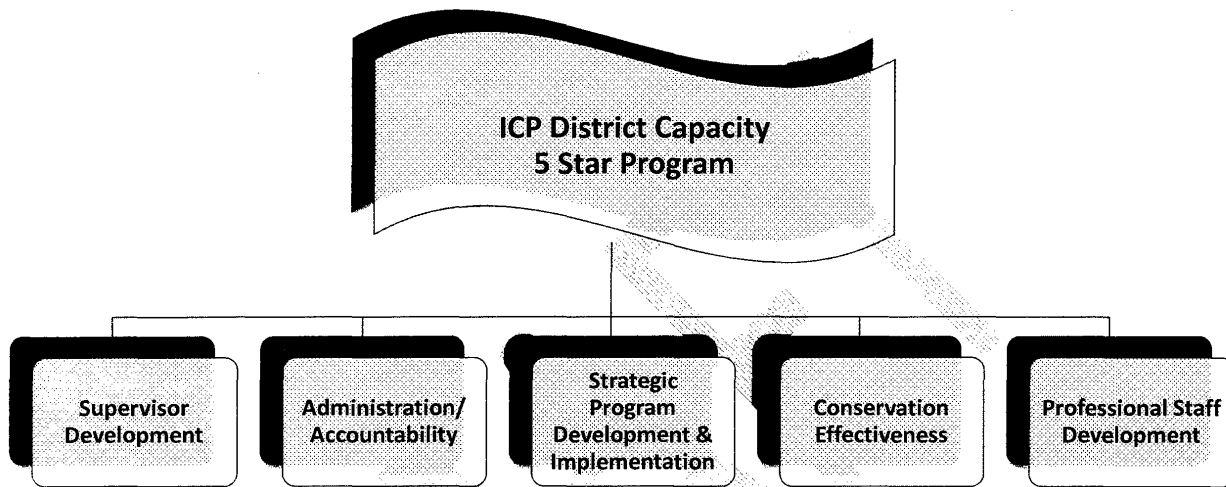 ICP District Capacity
5 Star Program
Supervisor
Development
Administration/
Accountability
Strategic
Program
Development &
Implementation
Conservation
Effectiveness
Professional Staff
Development